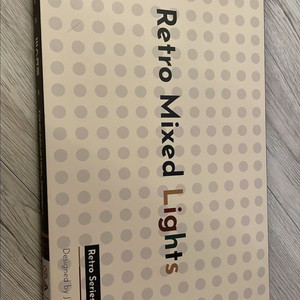 Retro Mixed Lights
Retro Series
Designed by